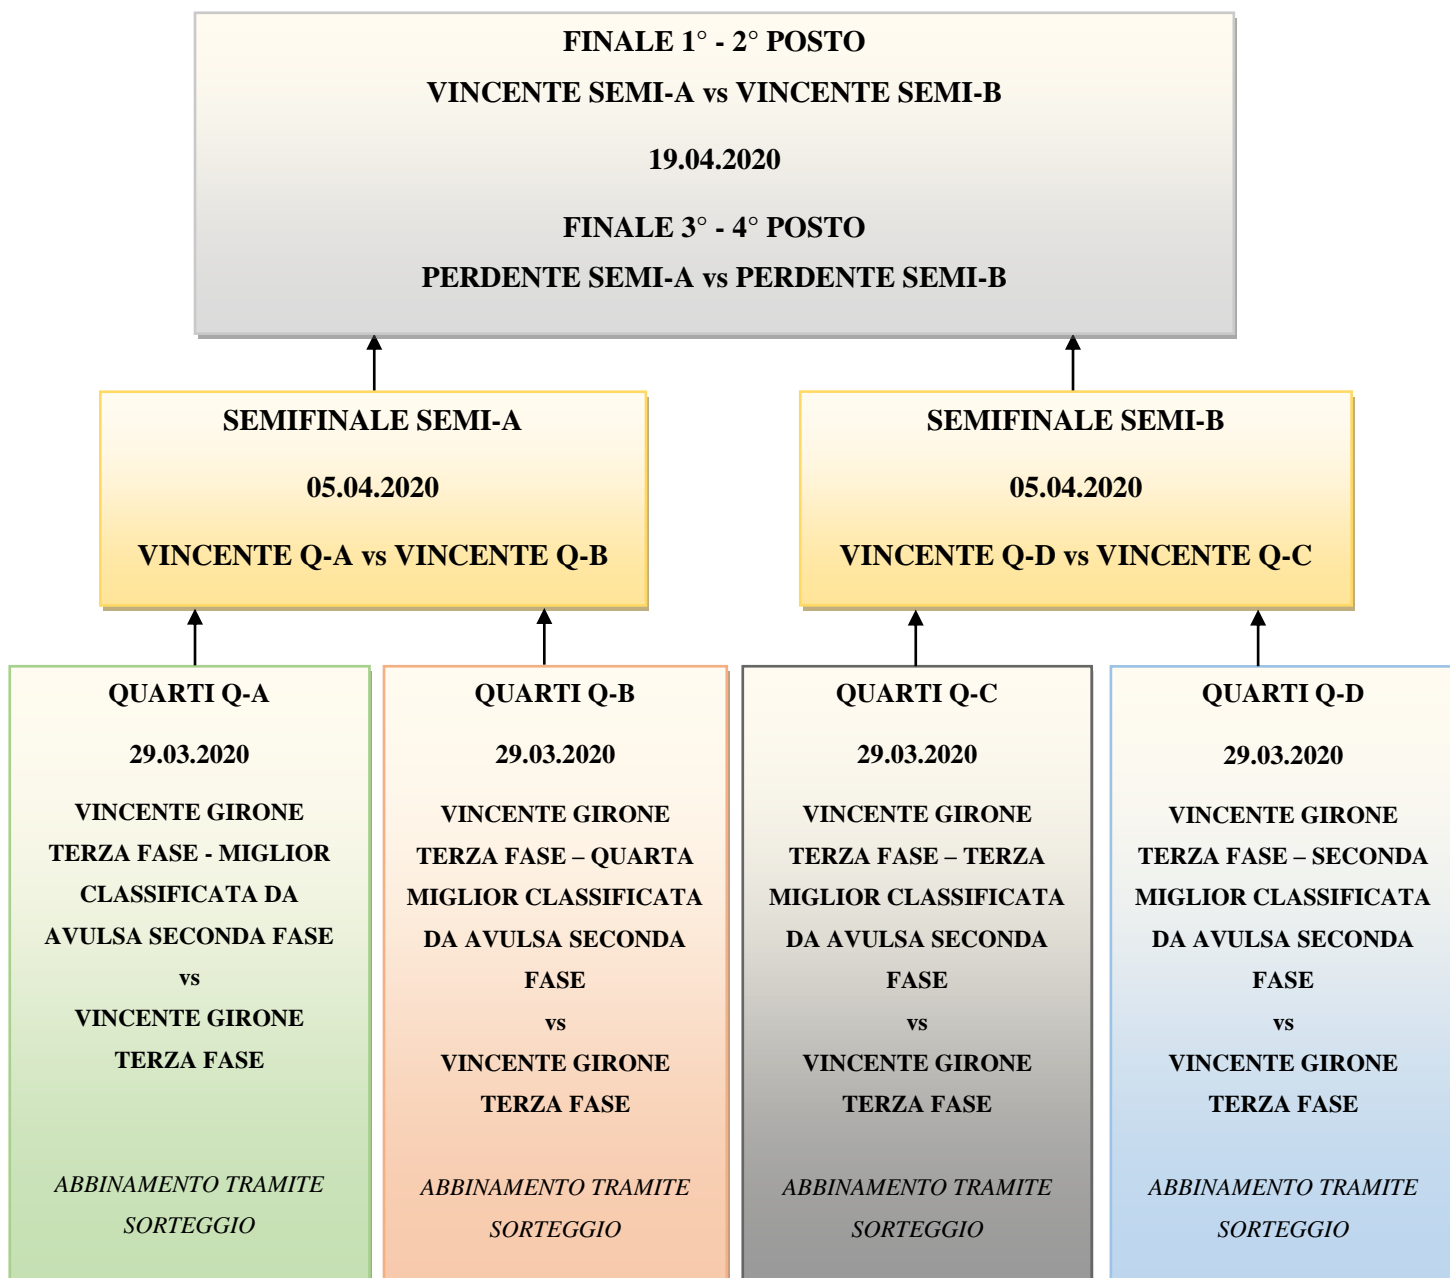 FINALE 1° - 2° POSTO
VINCENTE SEMI-A vs VINCENTE SEMI-B
19.04.2020
FINALE 3° - 4° POSTO
PERDENTE SEMI-A vs PERDENTE SEMI-B
SEMIFINALE SEMI-A
05.04.2020
VINCENTE Q-A vs VINCENTE Q-B
SEMIFINALE SEMI-B
05.04.2020
VINCENTE Q-D vs VINCENTE Q-C
QUARTI Q-A
29.03.2020
VINCENTE GIRONE
TERZA FASE - MIGLIOR
CLASSIFICATA DA
AVULSA SECONDA FASE
vs
VINCENTE GIRONE
TERZA FASE
ABBINAMENTO TRAMITE
SORTEGGIO
QUARTI Q-B
29.03.2020
VINCENTE GIRONE
TERZA FASE – QUARTA
MIGLIOR CLASSIFICATA
DA AVULSA SECONDA
FASE
vs
VINCENTE GIRONE
TERZA FASE
ABBINAMENTO TRAMITE
SORTEGGIO
QUARTI Q-C
29.03.2020
VINCENTE GIRONE
TERZA FASE – TERZA
MIGLIOR CLASSIFICATA
DA AVULSA SECONDA
FASE
vs
VINCENTE GIRONE
TERZA FASE
ABBINAMENTO TRAMITE
SORTEGGIO
QUARTI Q-D
29.03.2020
VINCENTE GIRONE
TERZA FASE – SECONDA
MIGLIOR CLASSIFICATA
DA AVULSA SECONDA
FASE
vs
VINCENTE GIRONE
TERZA FASE
ABBINAMENTO TRAMITE
SORTEGGIO